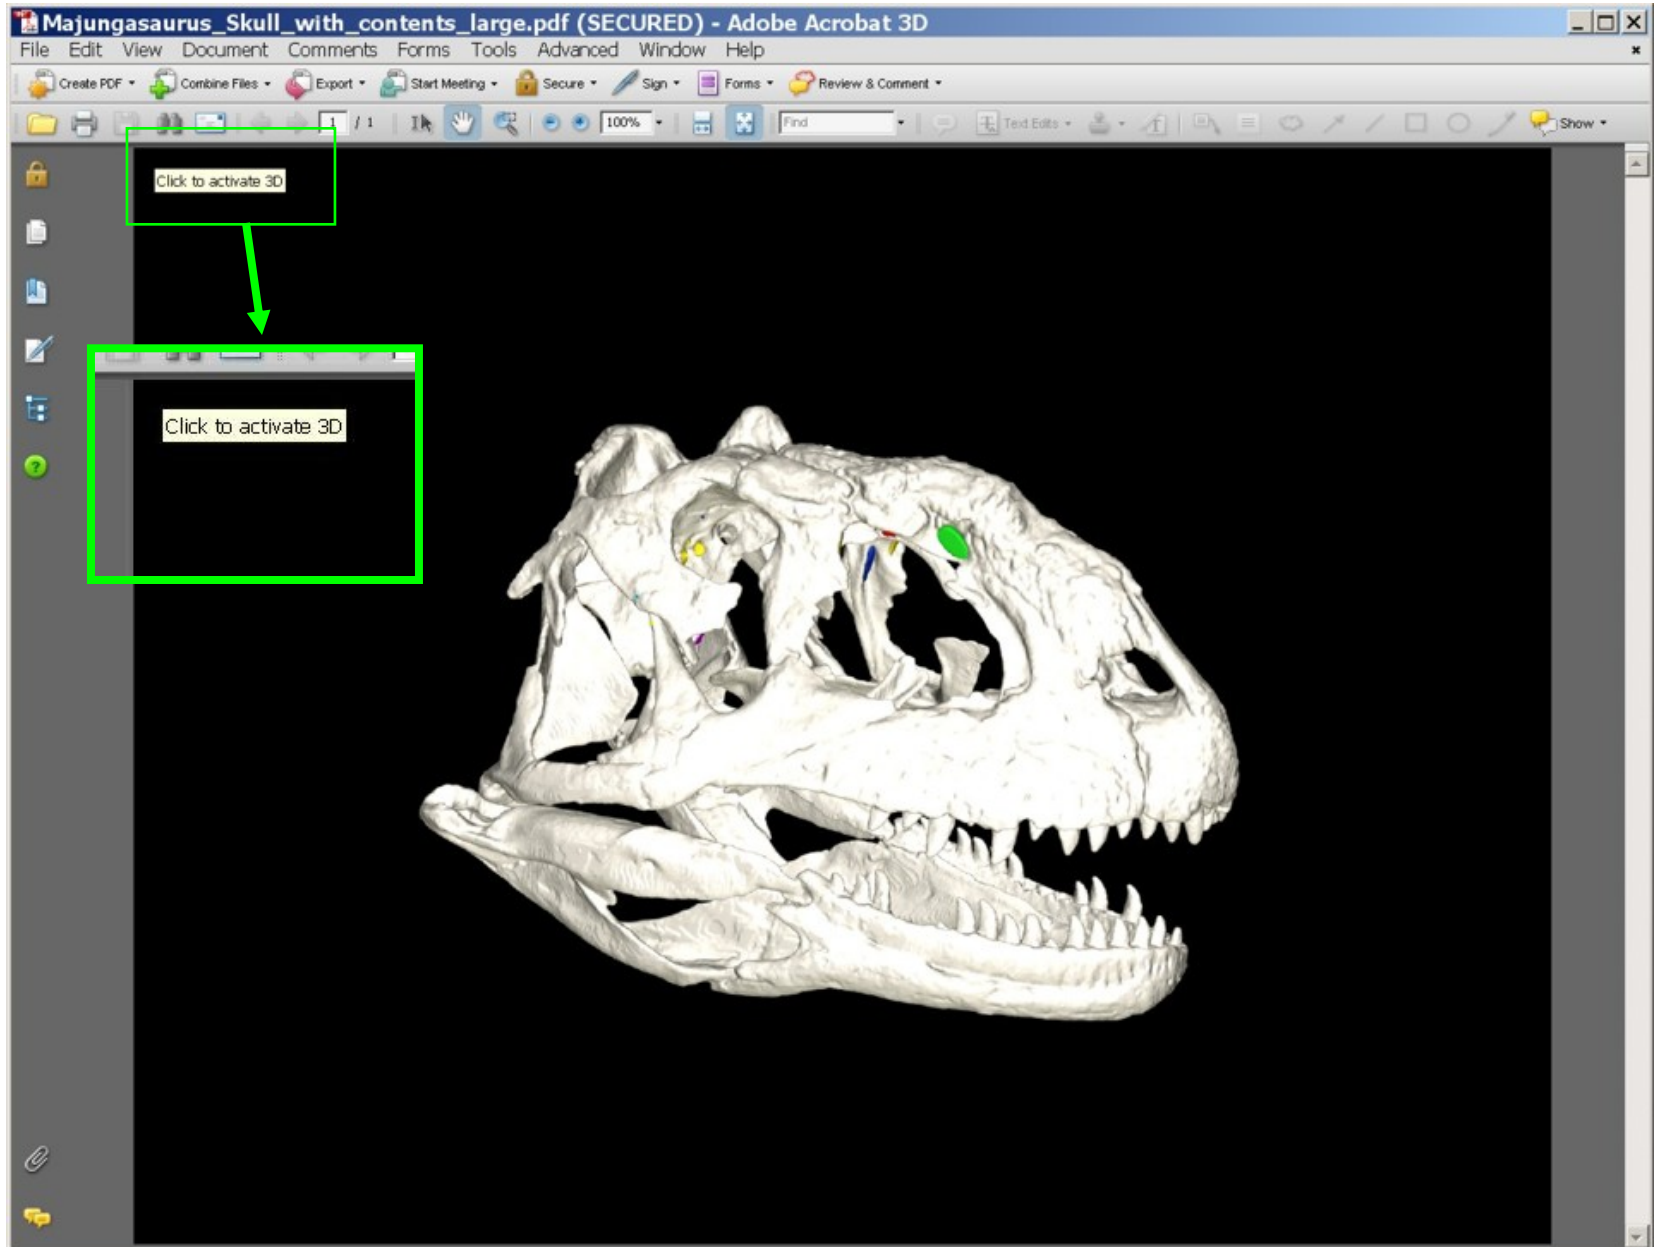 Majungasaurus_Skull_with_contents_large.pdf (SECURED) - Adobe Acrobat 3D
File Edit View Document Comments Forms Tools Advanced Window Help
Create PDF Combine Files Export Start Meeting Secure Sign Forms Review & Comment
1 / 1 100% Find Text Edits Show
Click to activate 3D
Click to activate 3D